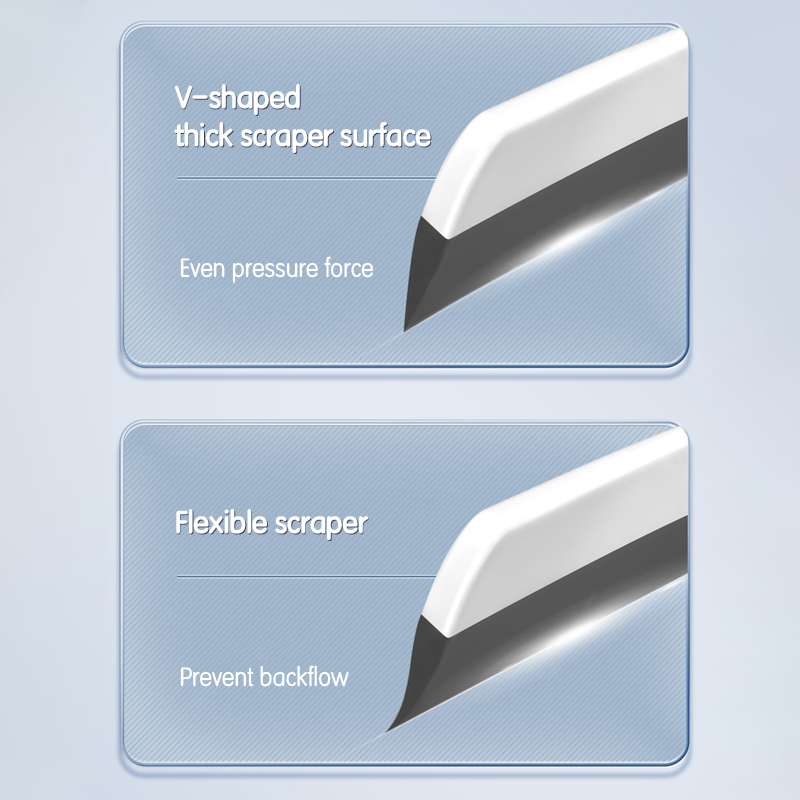 V-shaped
thick scraper surface
Even pressure force
Flexible scraper
Prevent backflow